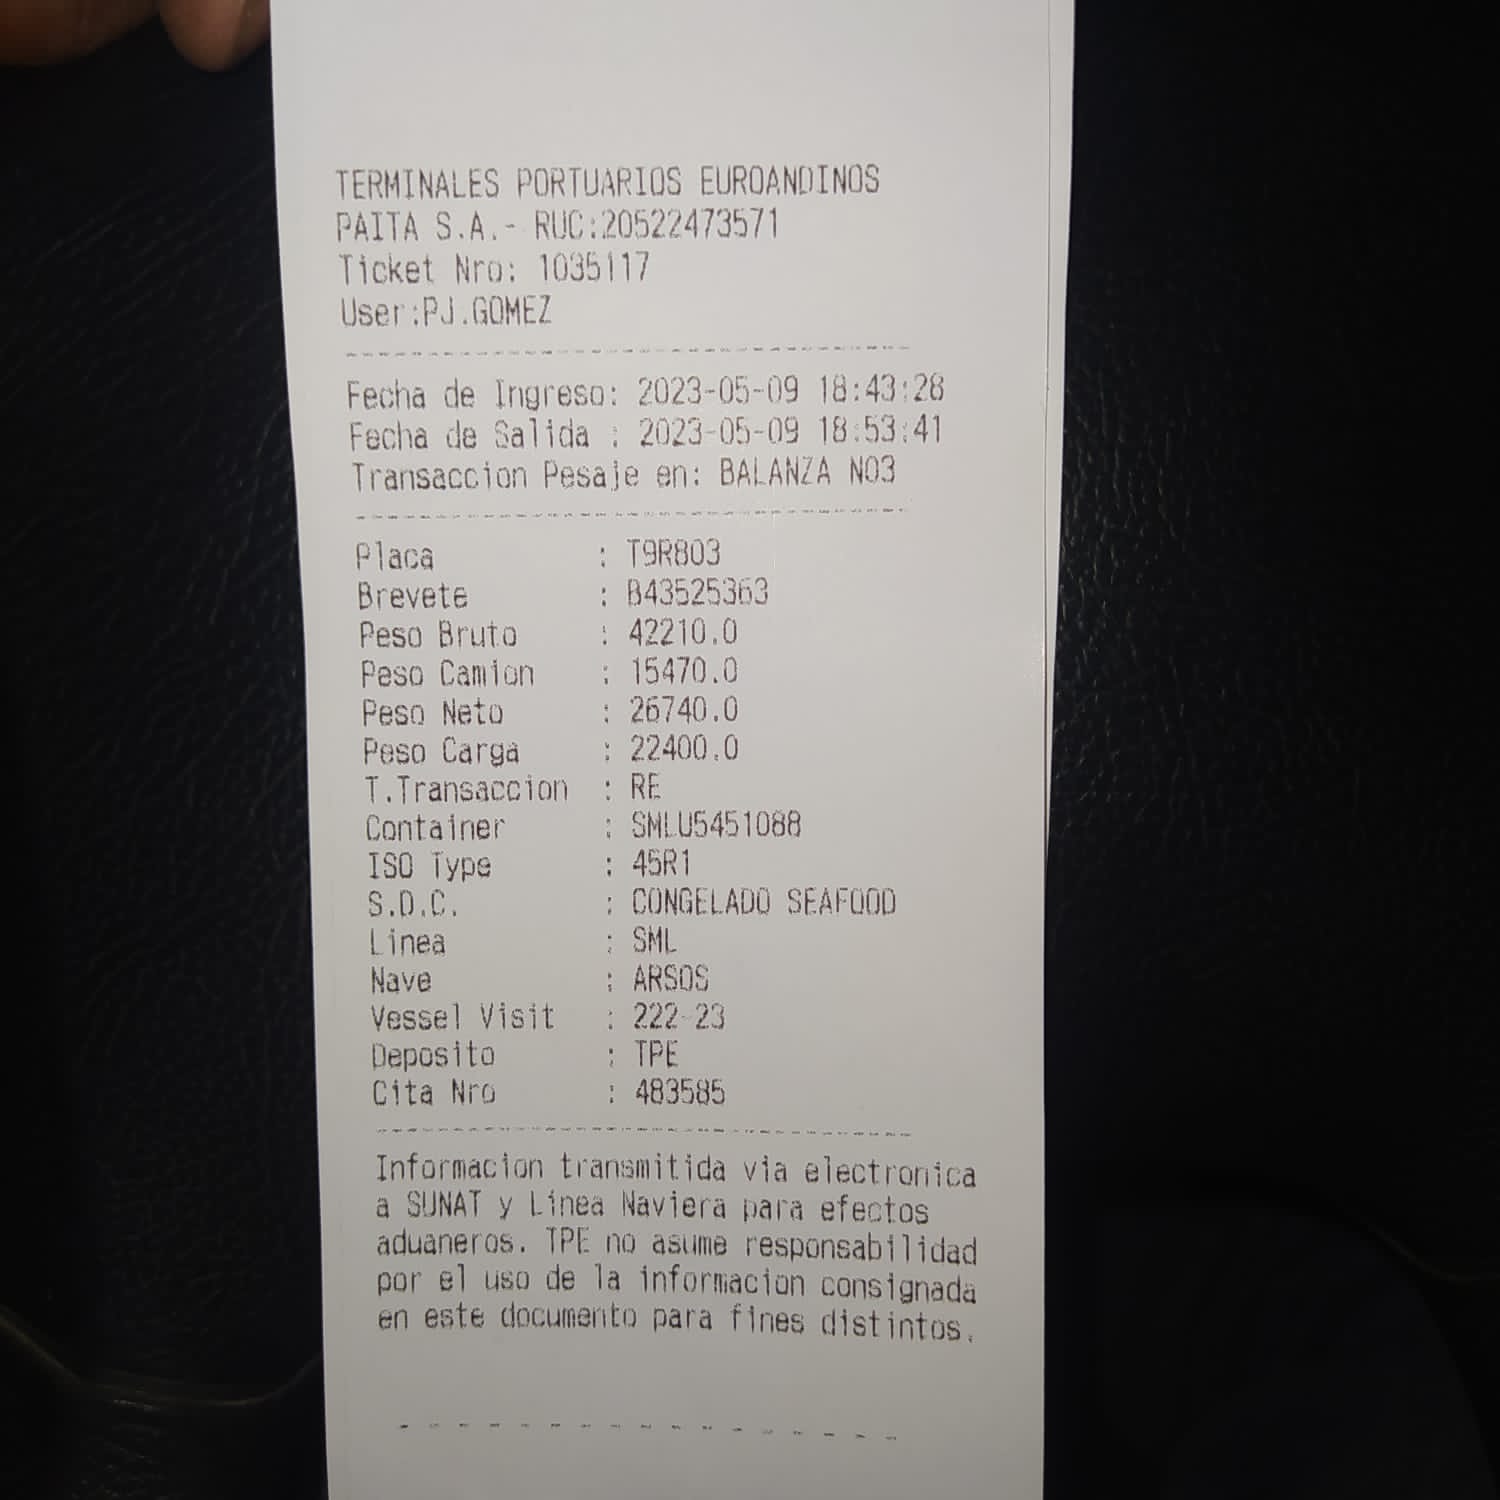 TERMINALES PORTUARIOS EUROANDINOS
PAITA S.A.- RUC:20522473571
Ticket Nro: 1035117
User:PJ.GOMEZ
Fecha de Ingreso: 2023-05-09 18:43:28
Fecha de Salida : 2023-05-09 18:53:41
Transaccion Pesaje en: BALANZA NO3
Placa : T9R803
Brevete : B43525363
Peso Bruto : 42210.0
Peso Camion : 15470.0
Peso Neto : 26740.0
Peso Carga : 22400.0
T.Transaccion : RE
Container : SMLU5451088
ISO Type : 45R1
S.D.C. : CONGELADO SEAFOOD
Linea : SML
Nave : ARSOS
Vessel Visit : 222-23
Deposito : TPE
Cita Nro : 483585
Informacion transmitida via electronica
a SUNAT y Linea Naviera para efectos
aduaneros. TPE no asume responsabilidad
por el uso de la informacion consignada
en este documento para fines distintos.